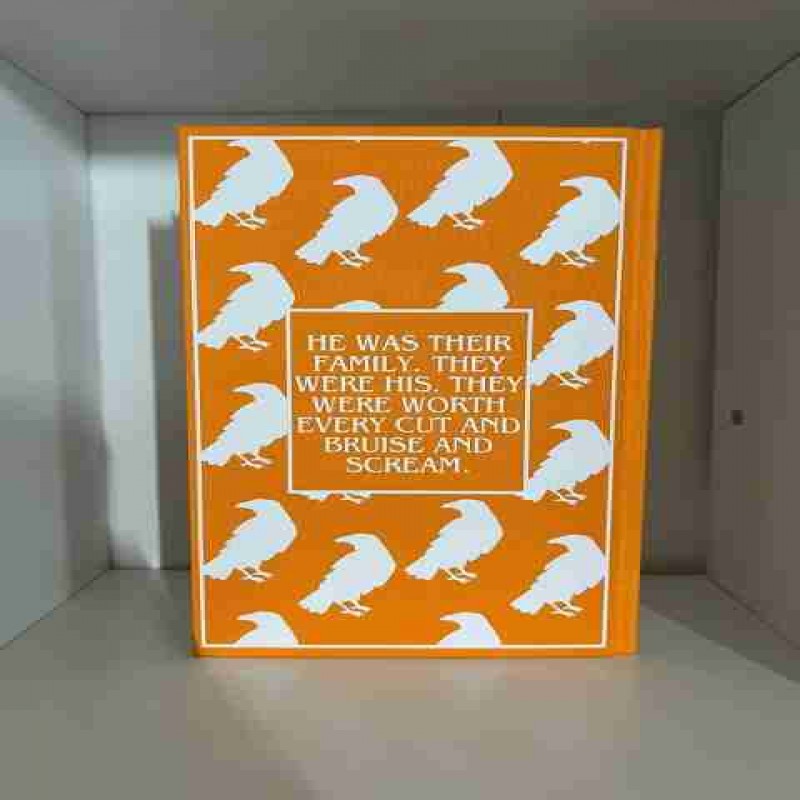 HE WAS THEIR
FAMILY. THEY
WERE HIS. THEY
WERE WORTH
EVERY CUT AND
BRUISE AND
SCREAM.